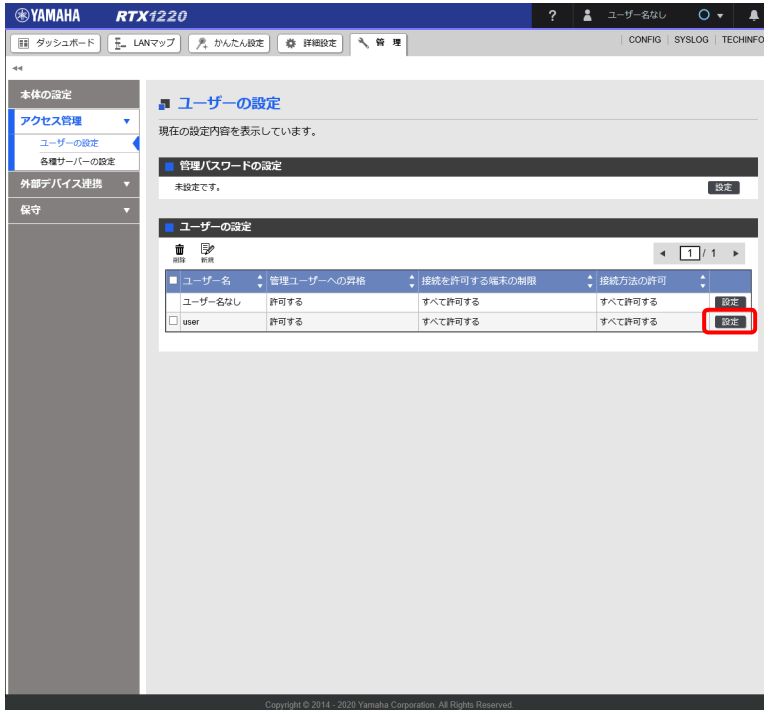 YAMAHA RTX1220 ? ユーザー名なし
ダッシュボード LANマップ かんたん設定 詳細設定 管理 CONFIG SYSLOG TECHINFO
本体の設定
アクセス管理
ユーザーの設定
各種サーバーの設定
外部デバイス連携
保守
ユーザーの設定
現在の設定内容を表示しています。
管理パスワードの設定
未設定です。 設定
ユーザーの設定
削除 新規 1 / 1
ユーザー名 管理ユーザーへの昇格 接続を許可する端末の制限 接続方法の許可
ユーザー名なし 許可する すべて許可する すべて許可する 設定
user 許可する すべて許可する すべて許可する 設定
Copyright © 2014 - 2020 Yamaha Corporation. All Rights Reserved.